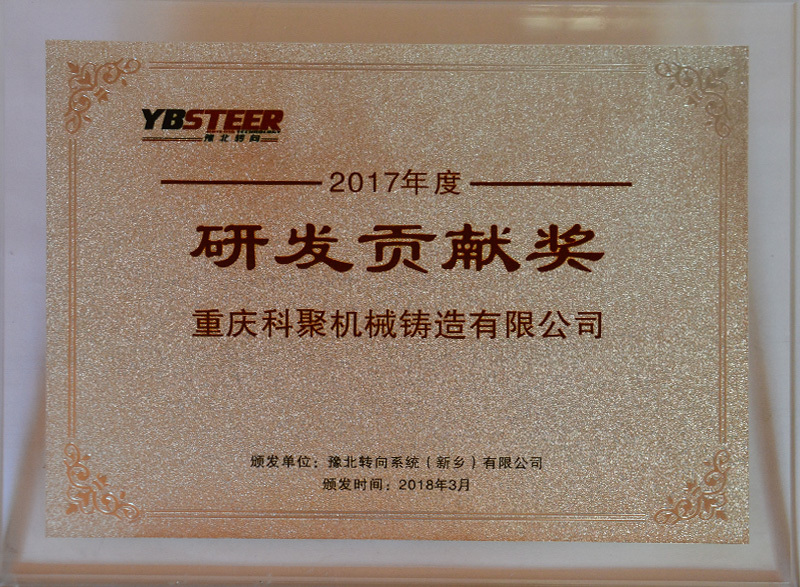 YBSTEER
豫北转向
2017年度
研发贡献奖
重庆科聚机械铸造有限公司
颁发单位：豫北转向系统（新乡）有限公司
颁发时间：2018年3月